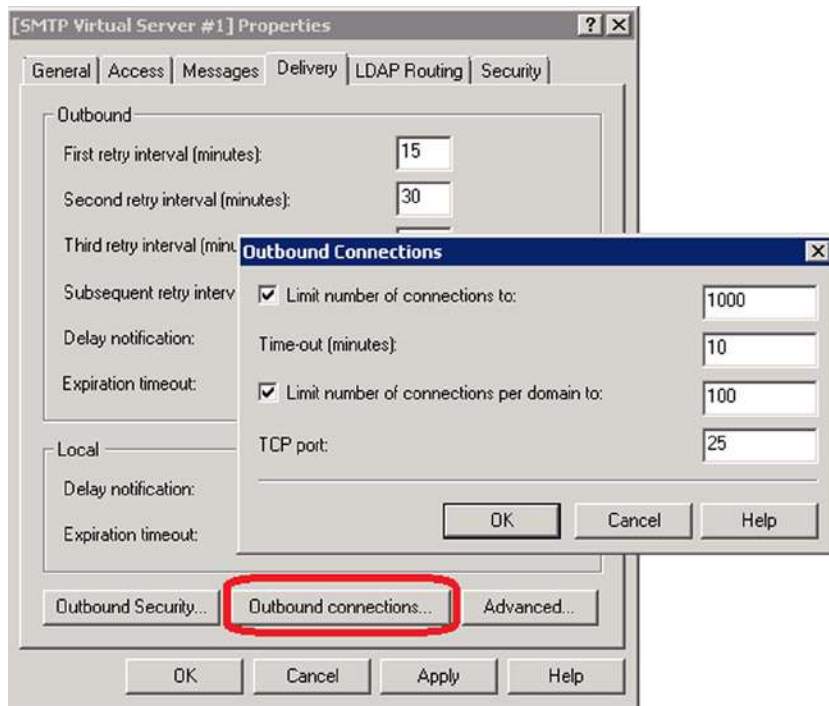 [SMTP Virtual Server #1] Properties
General Access Messages Delivery LDAP Routing Security
Outbound
First retry interval (minutes): 15
Second retry interval (minutes): 30
Third retry interval (minu
Subsequent retry interv
Delay notification:
Expiration timeout:
Local
Delay notification:
Expiration timeout:
Outbound Security... Outbound connections... Advanced...
OK Cancel Apply Help
Outbound Connections
Limit number of connections to: 1000
Time-out (minutes): 10
Limit number of connections per domain to: 100
TCP port: 25
OK Cancel Help